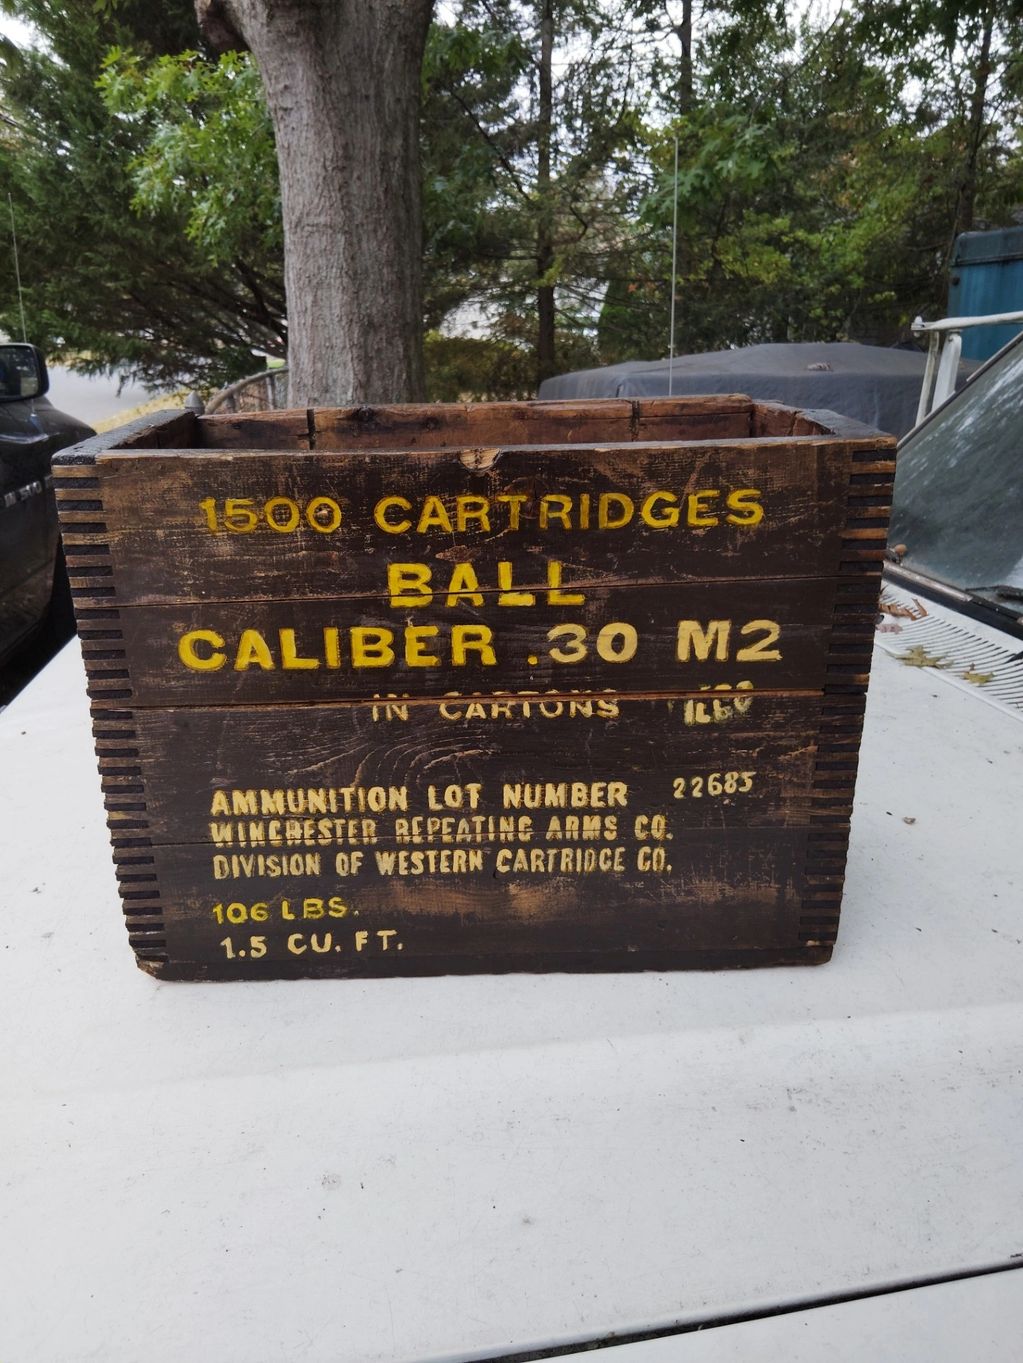 1500 CARTRIDGES
BALL
CALIBER .30 M2
IN CARTONS
AMMUNITION LOT NUMBER 22685
WINCHESTER REPEATING ARMS CO.
DIVISION OF WESTERN CARTRIDGE CO.
106 LBS.
1.5 CU. FT.